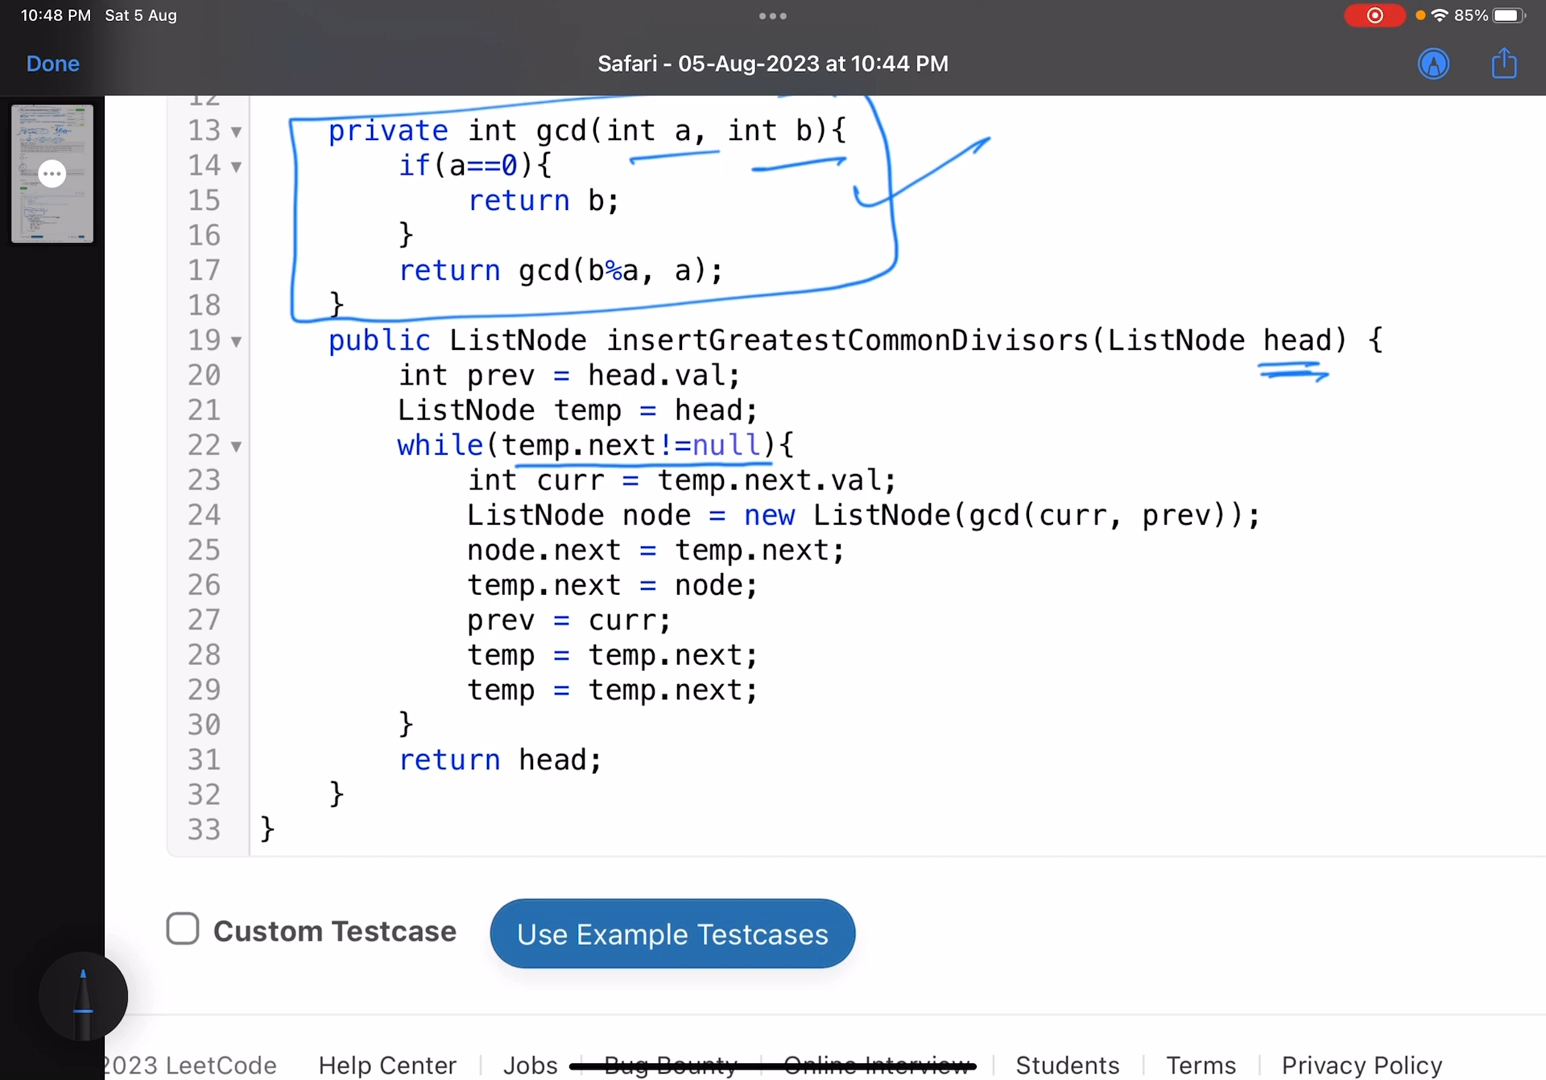 10:48 PM Sat 5 Aug
85%
Done
Safari - 05-Aug-2023 at 10:44 PM
12
13 private int gcd(int a, int b){
14 if(a==0){
15 return b;
16 }
17 return gcd(b%a, a);
18 }
19 public ListNode insertGreatestCommonDivisors(ListNode head) {
20 int prev = head.val;
21 ListNode temp = head;
22 while(temp.next!=null){
23 int curr = temp.next.val;
24 ListNode node = new ListNode(gcd(curr, prev));
25 node.next = temp.next;
26 temp.next = node;
27 prev = curr;
28 temp = temp.next;
29 temp = temp.next;
30 }
31 return head;
32 }
33 }
Custom Testcase
Use Example Testcases
2023 LeetCode Help Center | Jobs | Bug Bounty | Online Interview | Students | Terms | Privacy Policy